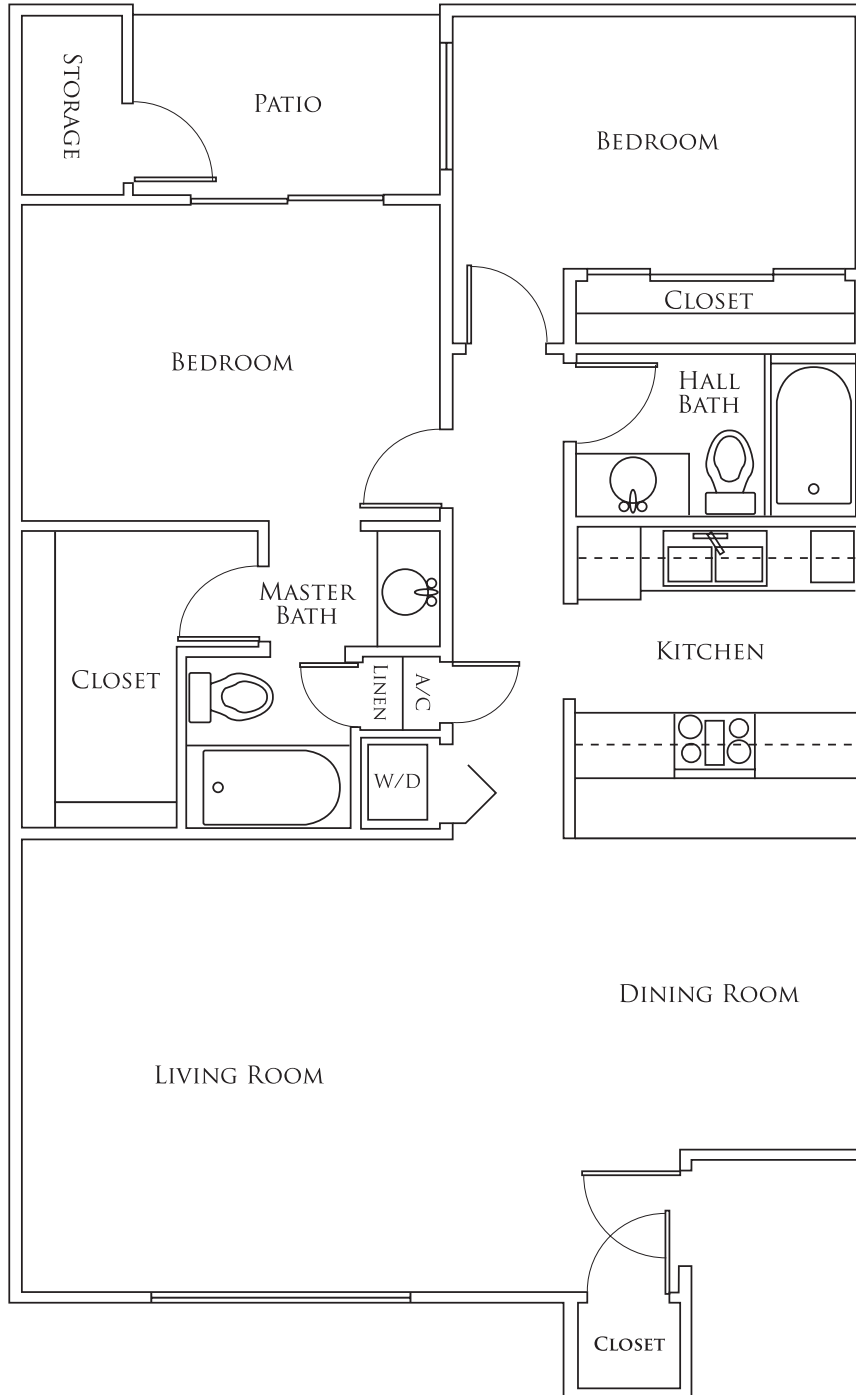 STORAGE
PATIO
BEDROOM
CLOSET
BEDROOM
HALL
BATH
MASTER
BATH
KITCHEN
CLOSET
LINEN
A/C
W/D
DINING ROOM
LIVING ROOM
CLOSET